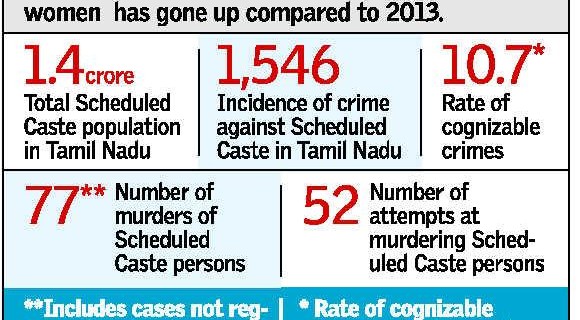 women has gone up compared to 2013.
1.4 crore
Total Scheduled
Caste population
in Tamil Nadu
1,546
Incidence of crime
against Scheduled
Caste in Tamil Nadu
10.7*
Rate of
cognizable
crimes
77**
Number of
murders of
Scheduled
Caste persons
52
Number of
attempts at
murdering Sched-
uled Caste persons
**Includes cases not reg-
* Rate of cognizable